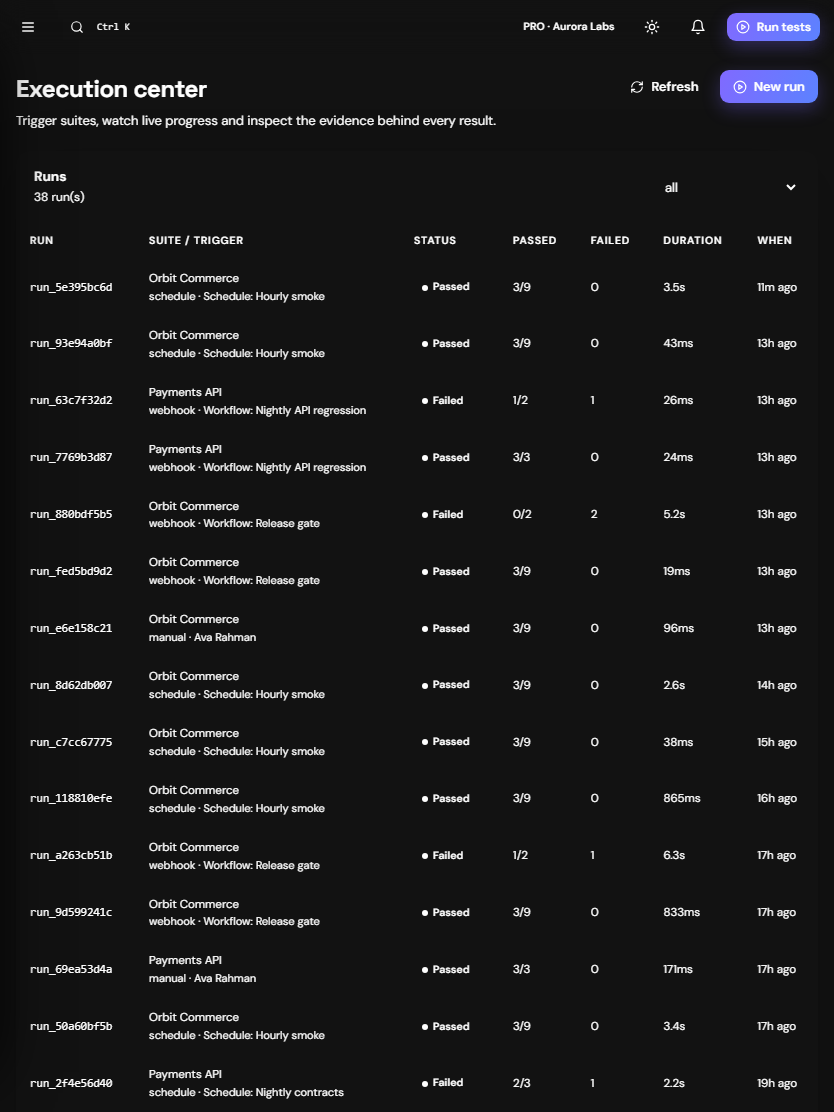 Ctrl K
PRO · Aurora Labs
Run tests
Execution center
Refresh
New run
Trigger suites, watch live progress and inspect the evidence behind every result.
Runs
38 run(s)
all
RUN SUITE / TRIGGER STATUS PASSED FAILED DURATION WHEN
run_5e395bc6d Orbit Commerce Passed 3/9 0 3.5s 11m ago
schedule · Schedule: Hourly smoke
run_93e94a0bf Orbit Commerce Passed 3/9 0 43ms 13h ago
schedule · Schedule: Hourly smoke
run_63c7f32d2 Payments API Failed 1/2 1 26ms 13h ago
webhook · Workflow: Nightly API regression
run_7769b3d87 Payments API Passed 3/3 0 24ms 13h ago
webhook · Workflow: Nightly API regression
run_880bdf5b5 Orbit Commerce Failed 0/2 2 5.2s 13h ago
webhook · Workflow: Release gate
run_fed5bd9d2 Orbit Commerce Passed 3/9 0 19ms 13h ago
webhook · Workflow: Release gate
run_e6e158c21 Orbit Commerce Passed 3/9 0 96ms 13h ago
manual · Ava Rahman
run_8d62db007 Orbit Commerce Passed 3/9 0 2.6s 14h ago
schedule · Schedule: Hourly smoke
run_c7cc67775 Orbit Commerce Passed 3/9 0 38ms 15h ago
schedule · Schedule: Hourly smoke
run_118810efe Orbit Commerce Passed 3/9 0 865ms 16h ago
schedule · Schedule: Hourly smoke
run_a263cb51b Orbit Commerce Failed 1/2 1 6.3s 17h ago
webhook · Workflow: Release gate
run_9d599241c Orbit Commerce Passed 3/9 0 833ms 17h ago
webhook · Workflow: Release gate
run_69ea53d4a Payments API Passed 3/3 0 171ms 17h ago
manual · Ava Rahman
run_50a60bf5b Orbit Commerce Passed 3/9 0 3.4s 17h ago
schedule · Schedule: Hourly smoke
run_2f4e56d40 Payments API Failed 2/3 1 2.2s 19h ago
schedule · Schedule: Nightly contracts